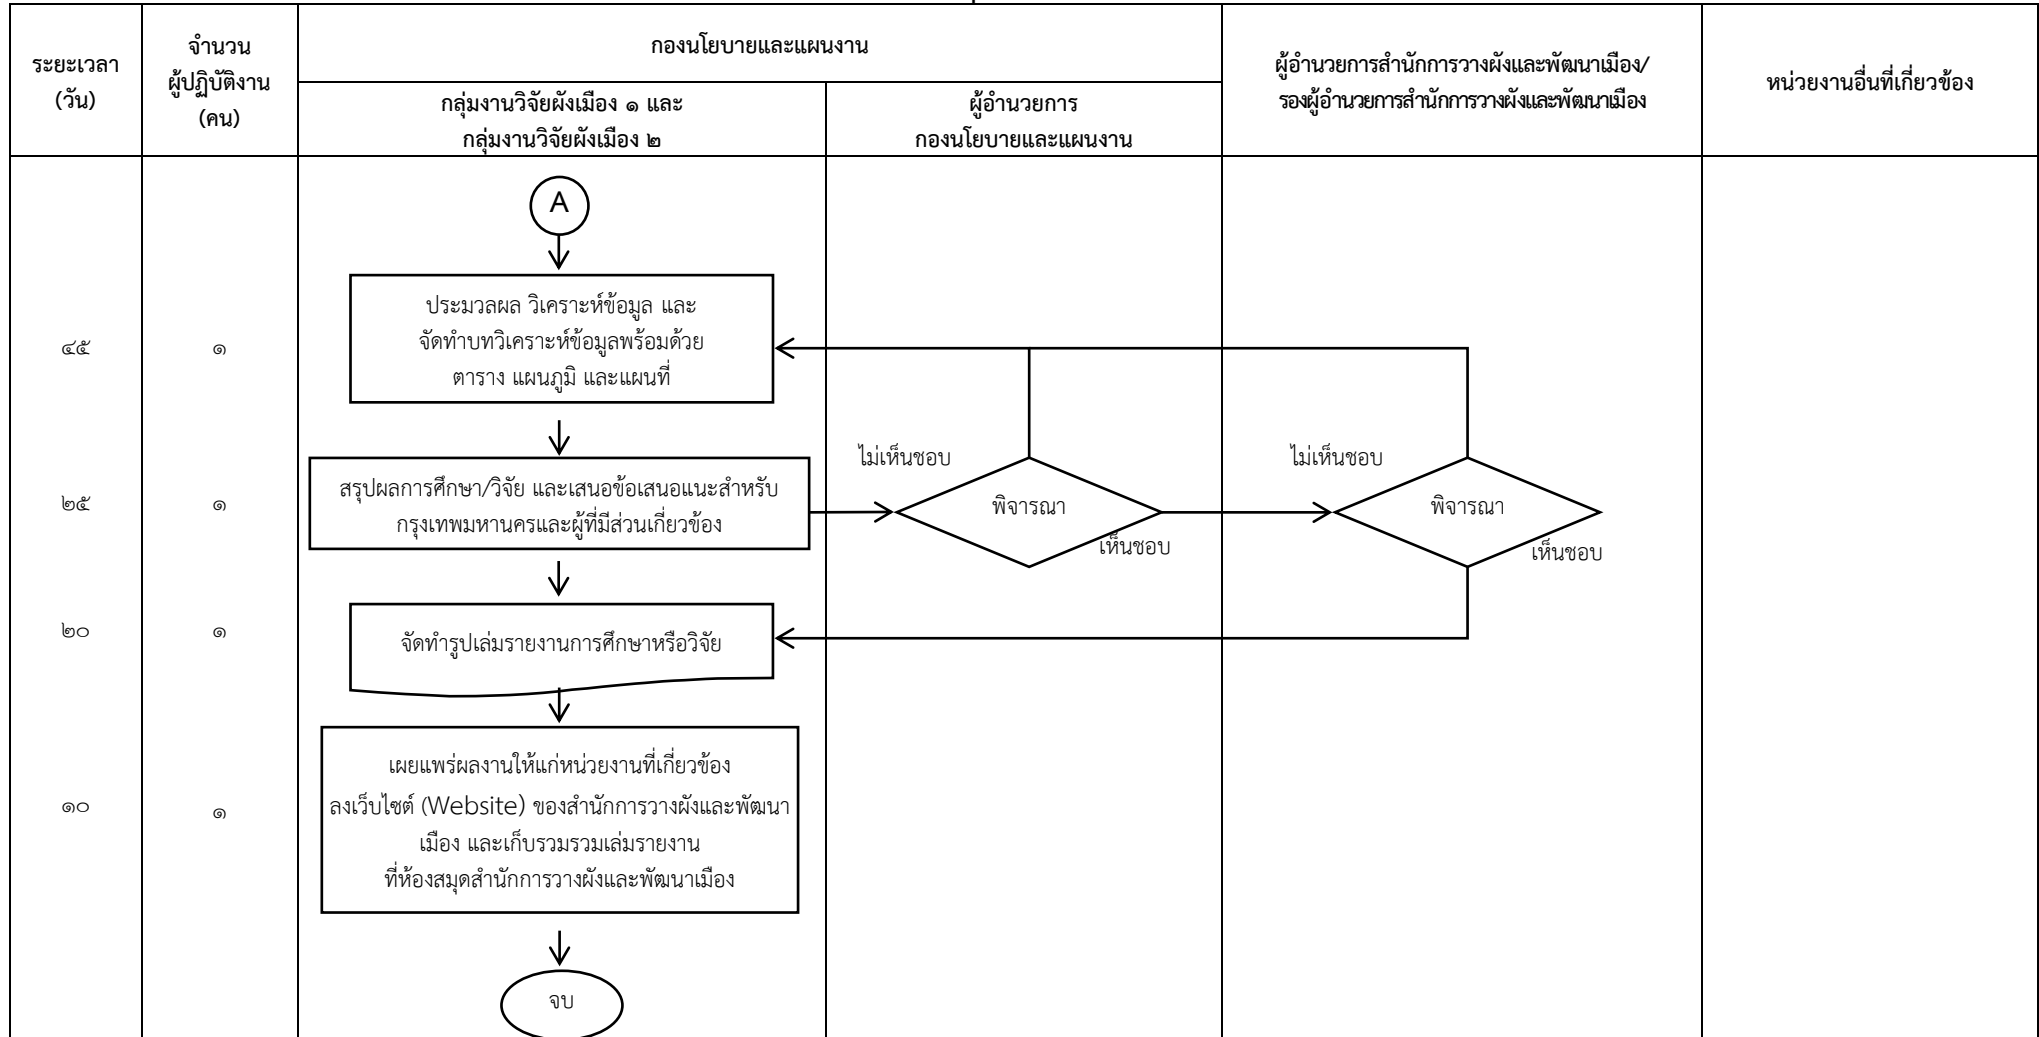 ระยะเวลา
(วัน)
จำนวน
ผู้ปฏิบัติงาน
(คน)
กองนโยบายและแผนงาน
กลุ่มงานวิจัยผังเมือง ๑ และ
กลุ่มงานวิจัยผังเมือง ๒
ผู้อำนวยการ
กองนโยบายและแผนงาน
ผู้อำนวยการสำนักการวางผังและพัฒนาเมือง/
รองผู้อำนวยการสำนักการวางผังและพัฒนาเมือง
หน่วยงานอื่นที่เกี่ยวข้อง
A
๔๕
๑
ประมวลผล วิเคราะห์ข้อมูล และ
จัดทำบทวิเคราะห์ข้อมูลพร้อมด้วย
ตาราง แผนภูมิ และแผนที่
๒๕
๑
สรุปผลการศึกษา/วิจัย และเสนอข้อเสนอแนะสำหรับ
กรุงเทพมหานครและผู้ที่มีส่วนเกี่ยวข้อง
ไม่เห็นชอบ
พิจารณา
เห็นชอบ
ไม่เห็นชอบ
พิจารณา
เห็นชอบ
๒๐
๑
จัดทำรูปเล่มรายงานการศึกษาหรือวิจัย
๑๐
๑
เผยแพร่ผลงานให้แก่หน่วยงานที่เกี่ยวข้อง
ลงเว็บไซต์ (Website) ของสำนักการวางผังและพัฒนา
เมือง และเก็บรวมรวมเล่มรายงาน
ที่ห้องสมุดสำนักการวางผังและพัฒนาเมือง
จบ